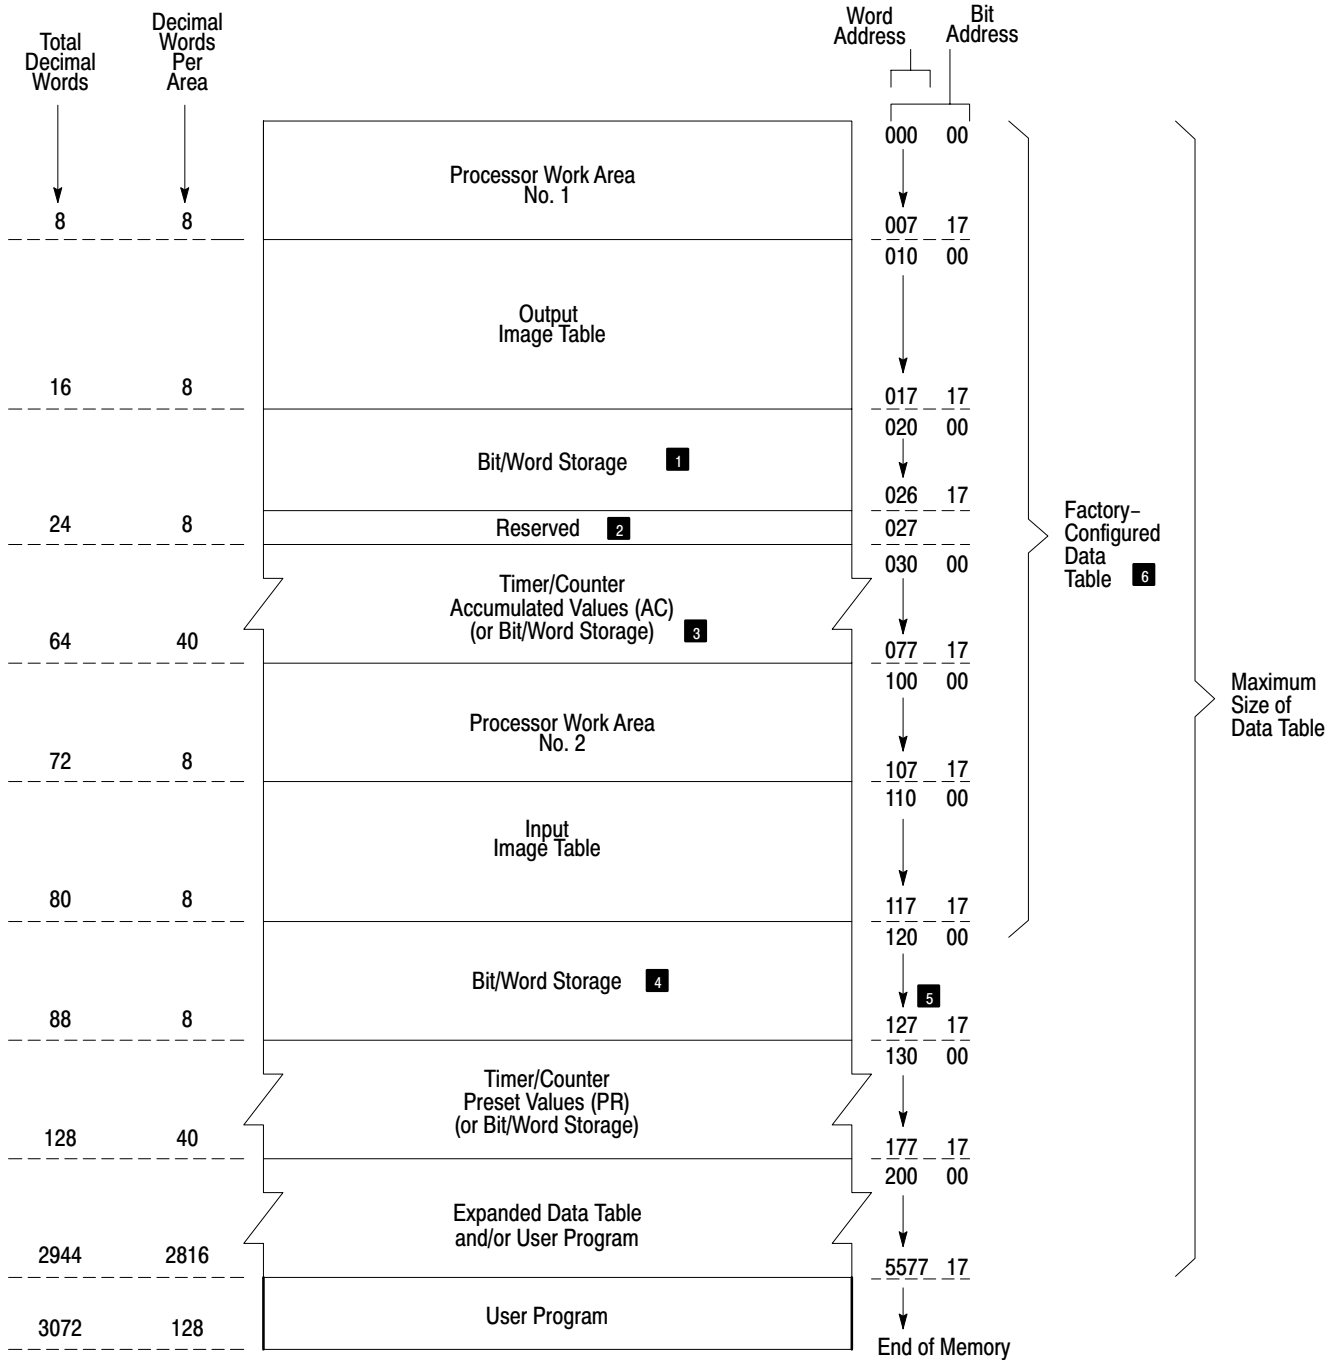 Total
Decimal
Words
Decimal
Words
Per
Area
Word
Address
Bit
Address
000 00
Processor Work Area
No. 1
8 8
007 17
010 00
Output
Image Table
16 8
017 17
020 00
Bit/Word Storage 1
026 17
24 8
Reserved 2
027
030 00
Timer/Counter
Accumulated Values (AC)
(or Bit/Word Storage) 3
64 40
077 17
100 00
Processor Work Area
No. 2
72 8
107 17
110 00
Input
Image Table
80 8
117 17
120 00
Bit/Word Storage 4
5
88 8
127 17
130 00
Timer/Counter
Preset Values (PR)
(or Bit/Word Storage)
128 40
177 17
200 00
Expanded Data Table
and/or User Program
2944 2816
5577 17
User Program
3072 128
End of Memory
Factory–
Configured
Data
Table 6
Maximum
Size of
Data Table